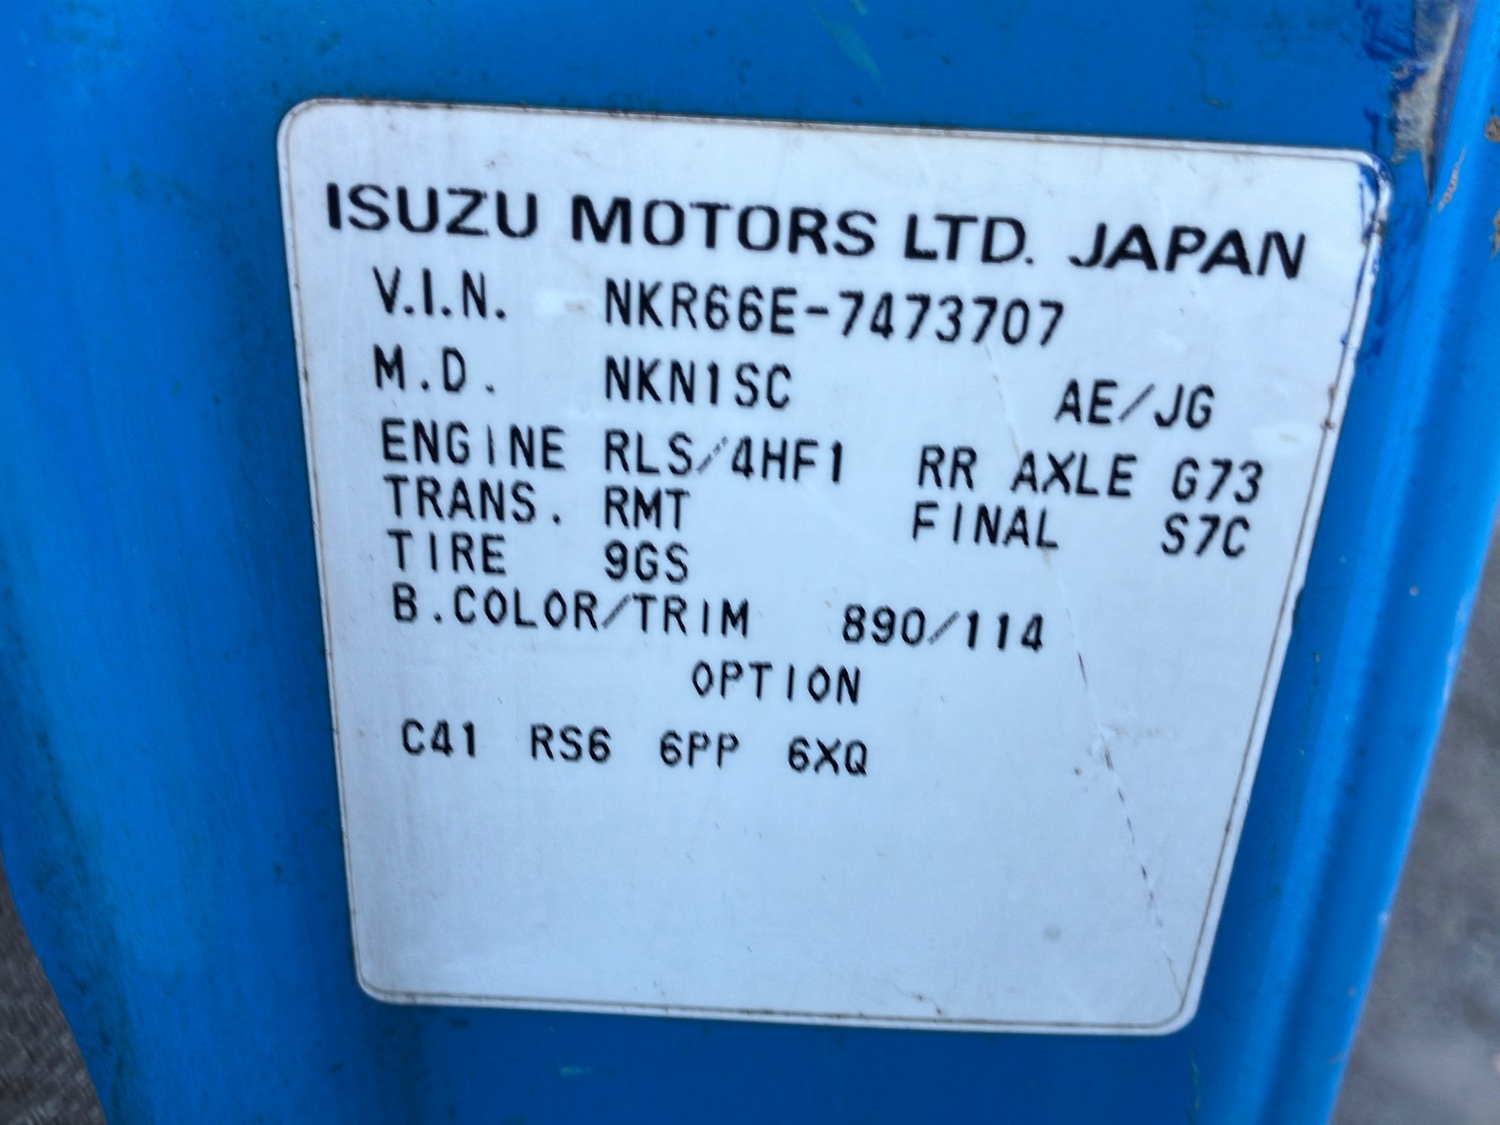 ISUZU MOTORS LTD. JAPAN
V.I.N. NKR66E-7473707
M.D. NKN1SC AE/JG
ENGINE RLS/4HF1 RR AXLE G73
TRANS. RMT FINAL S7C
TIRE 9GS
B.COLOR/TRIM 890/114
OPTION
C41 RS6 6PP 6XQ